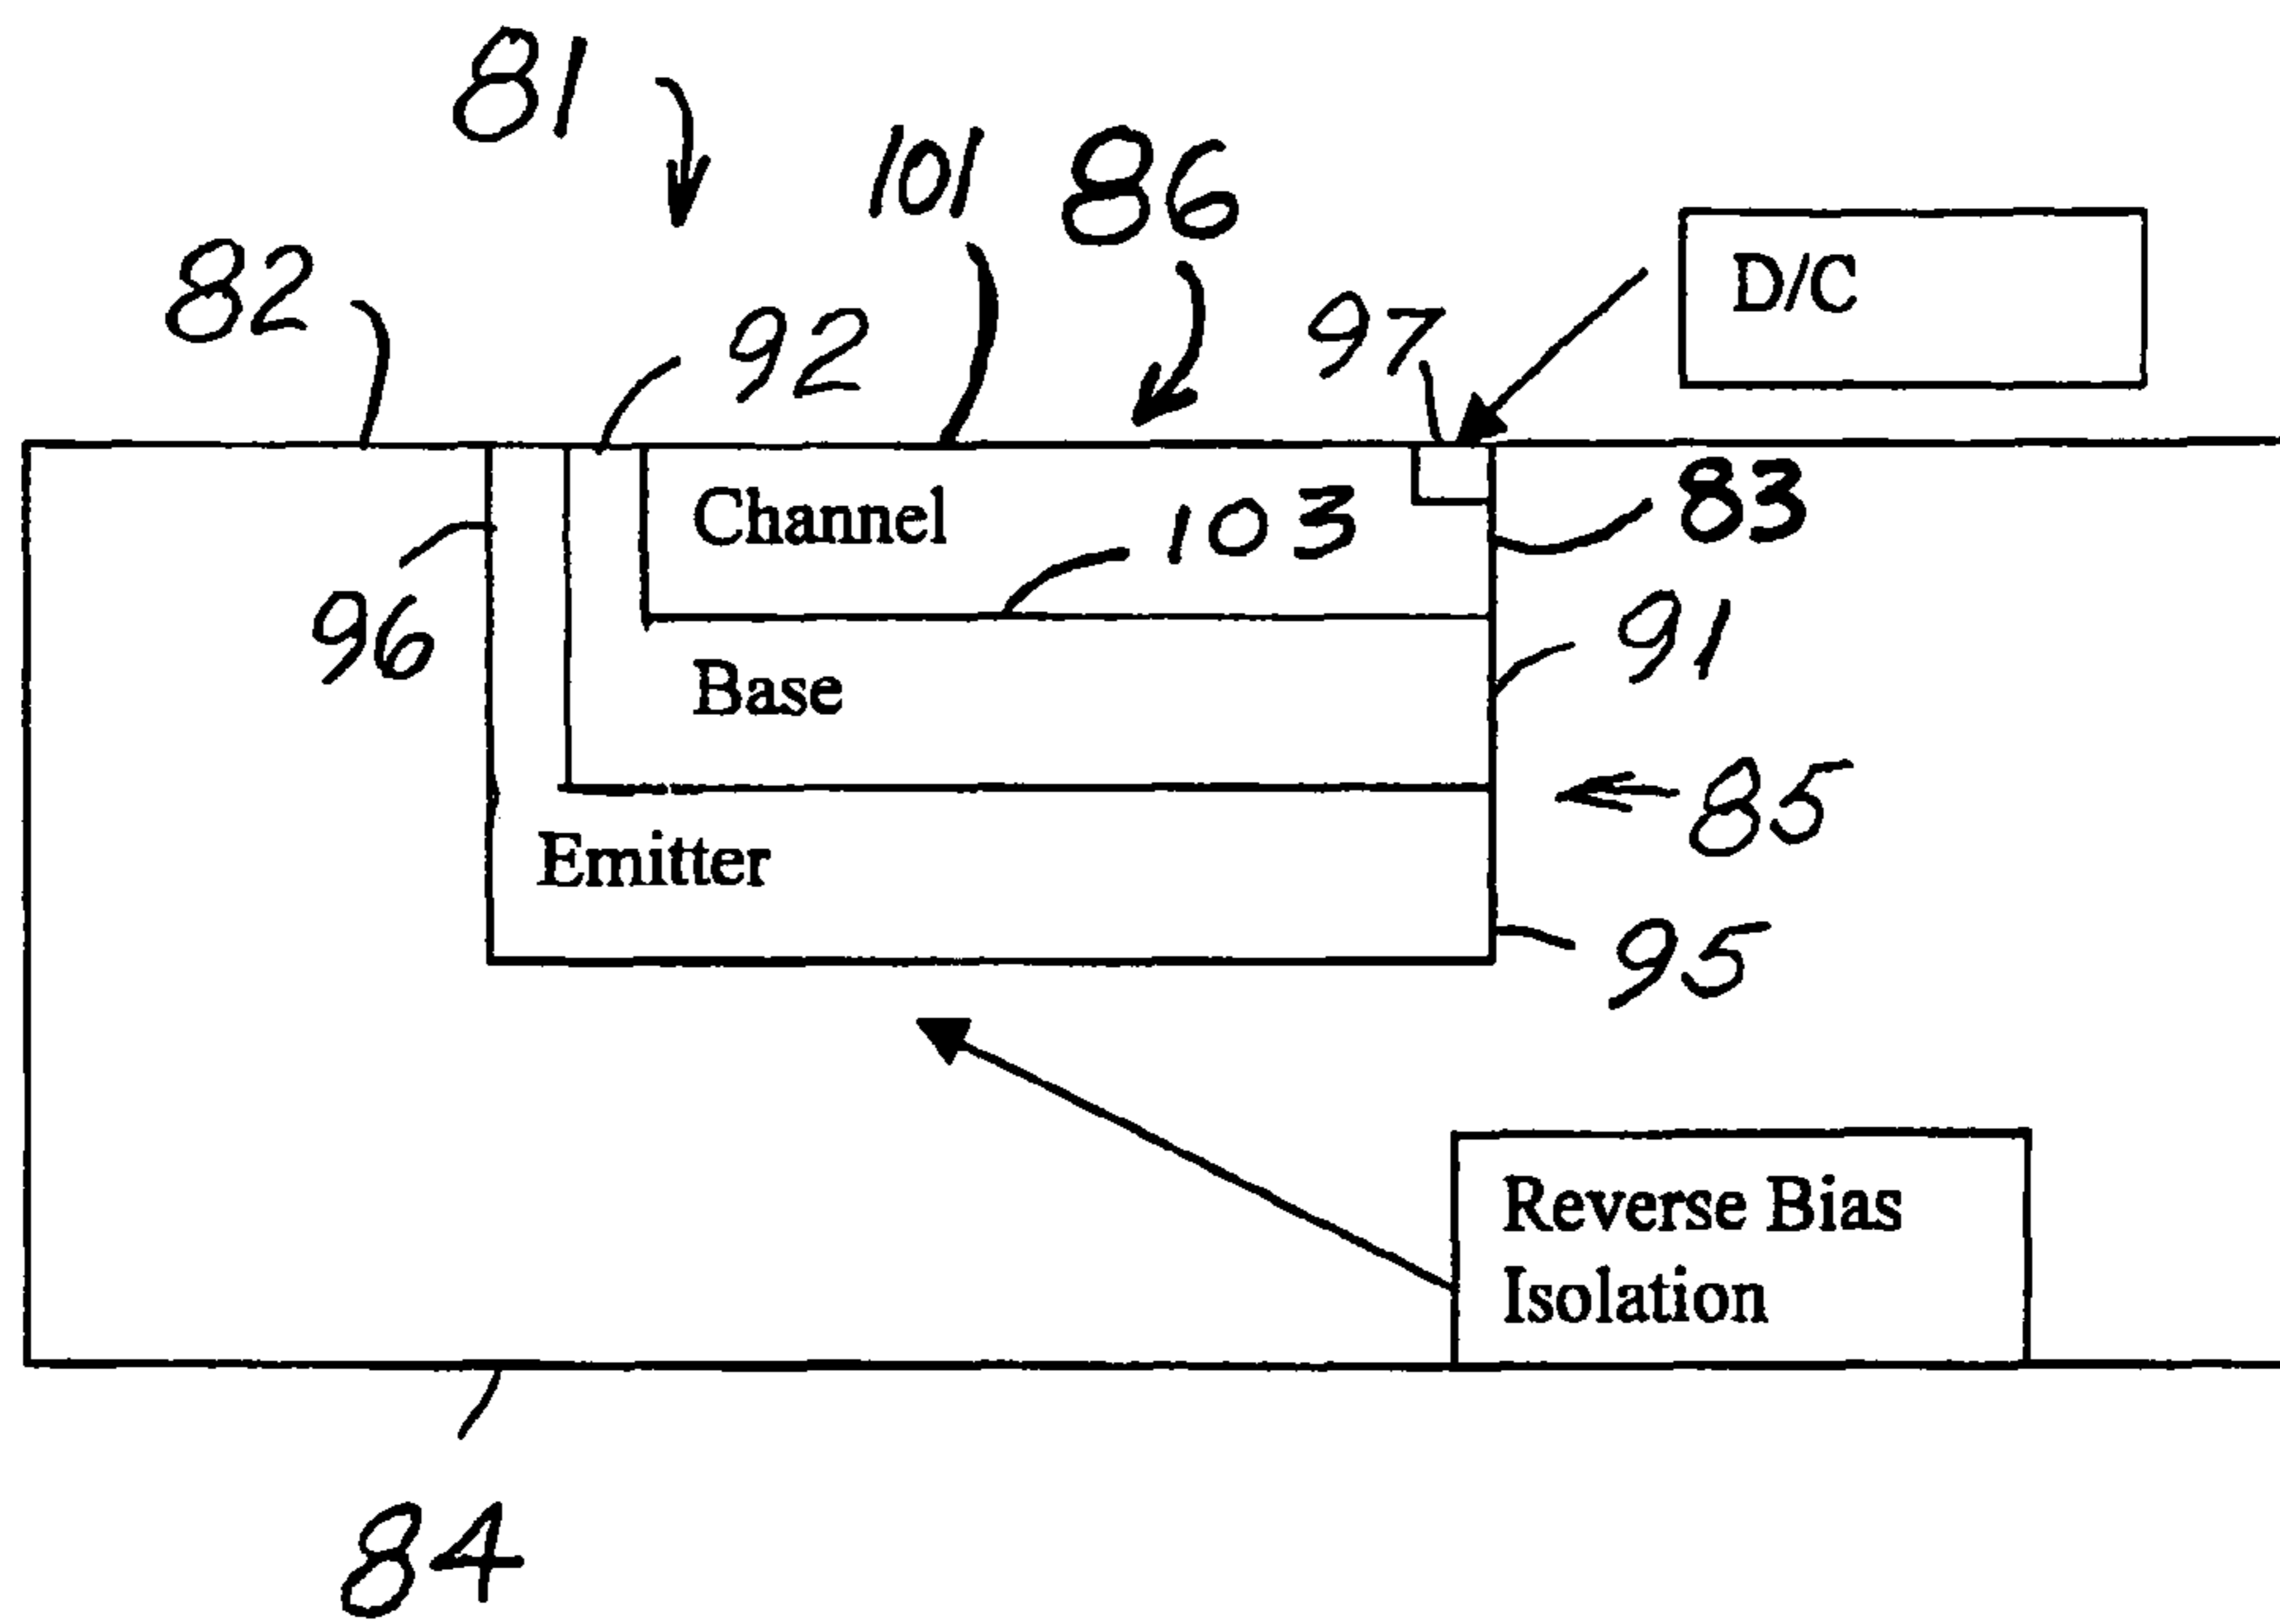 81
101
86
82
92
97
D/C
Channel
103
83
96
Base
91
85
Emitter
95
Reverse Bias
Isolation
84